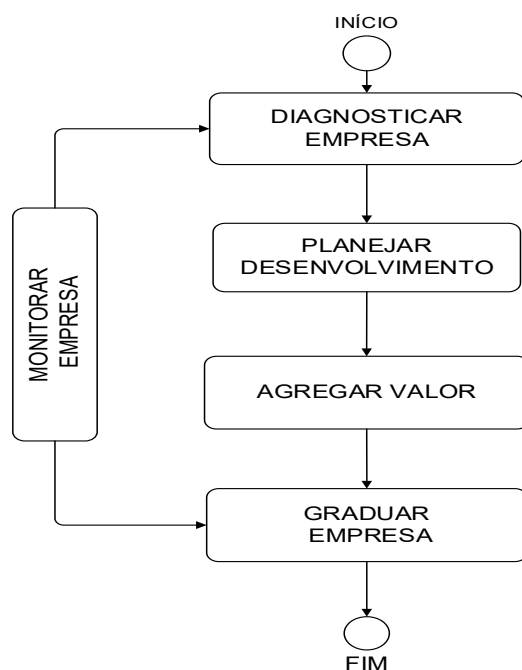 INÍCIO
DIAGNOSTICAR
EMPRESA
PLANEJAR
DESENVOLVIMENTO
MONITORAR
EMPRESA
AGREGAR VALOR
GRADUAR
EMPRESA
FIM